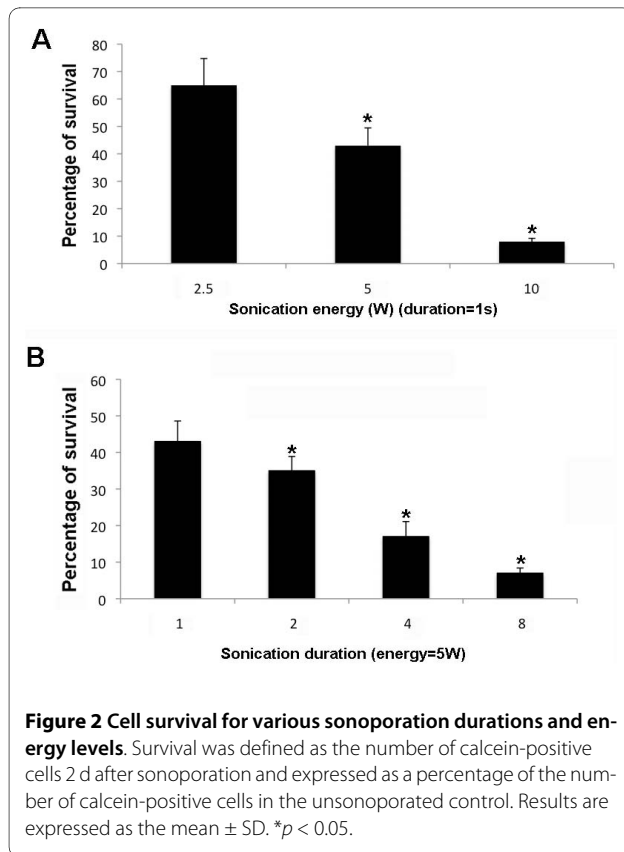 A
80
70
60
50
40
30
20
10
0
Percentage of survival
*
*
2.5 5 10
Sonication energy (W) (duration=1s)
B
60
50
40
30
20
10
0
Percentage of survival
*
*
*
1 2 4 8
Sonication duration (energy=5W)
Figure 2 Cell survival for various sonoporation durations and en-
ergy levels. Survival was defined as the number of calcein-positive
cells 2 d after sonoporation and expressed as a percentage of the num-
ber of calcein-positive cells in the unsonoporated control. Results are
expressed as the mean ± SD. *p < 0.05.